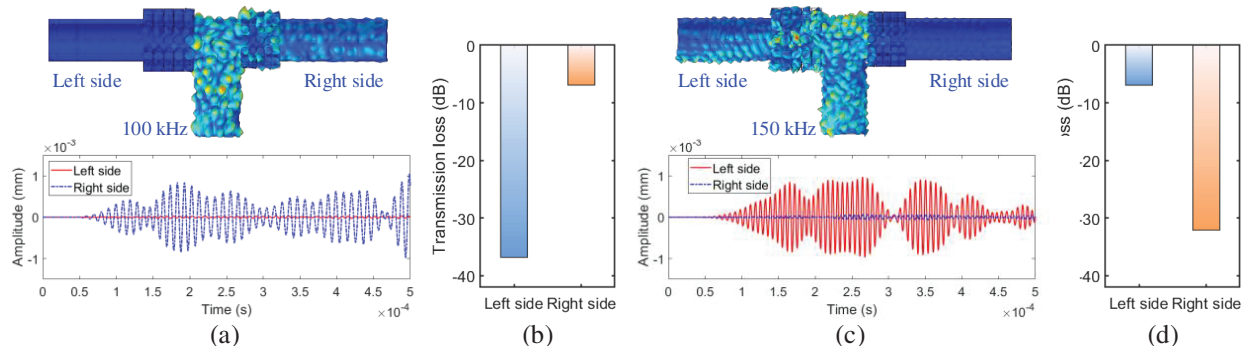 Left side
Right side
100 kHz
×10⁻³
1
0
-1
Amplitude (mm)
Left side
Right side
0 0.5 1 1.5 2 2.5 3 3.5 4 4.5 5
Time (s)
×10⁻⁴
(a)
0
-10
-20
-30
-40
Transmission loss (dB)
Left side Right side
(b)
Left side
Right side
150 kHz
×10⁻³
1
0
-1
Amplitude (mm)
Left side
Right side
0 0.5 1 1.5 2 2.5 3 3.5 4 4.5 5
Time (s)
×10⁻⁴
(c)
0
-10
-20
-30
-40
oss (dB)
Left side Right side
(d)